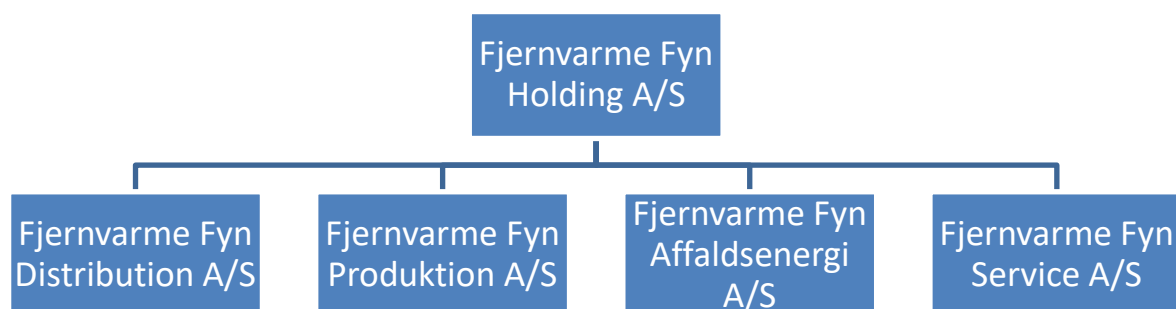 Fjernvarme Fyn
Holding A/S
Fjernvarme Fyn
Distribution A/S
Fjernvarme Fyn
Produktion A/S
Fjernvarme Fyn
Affaldsenergi
A/S
Fjernvarme Fyn
Service A/S